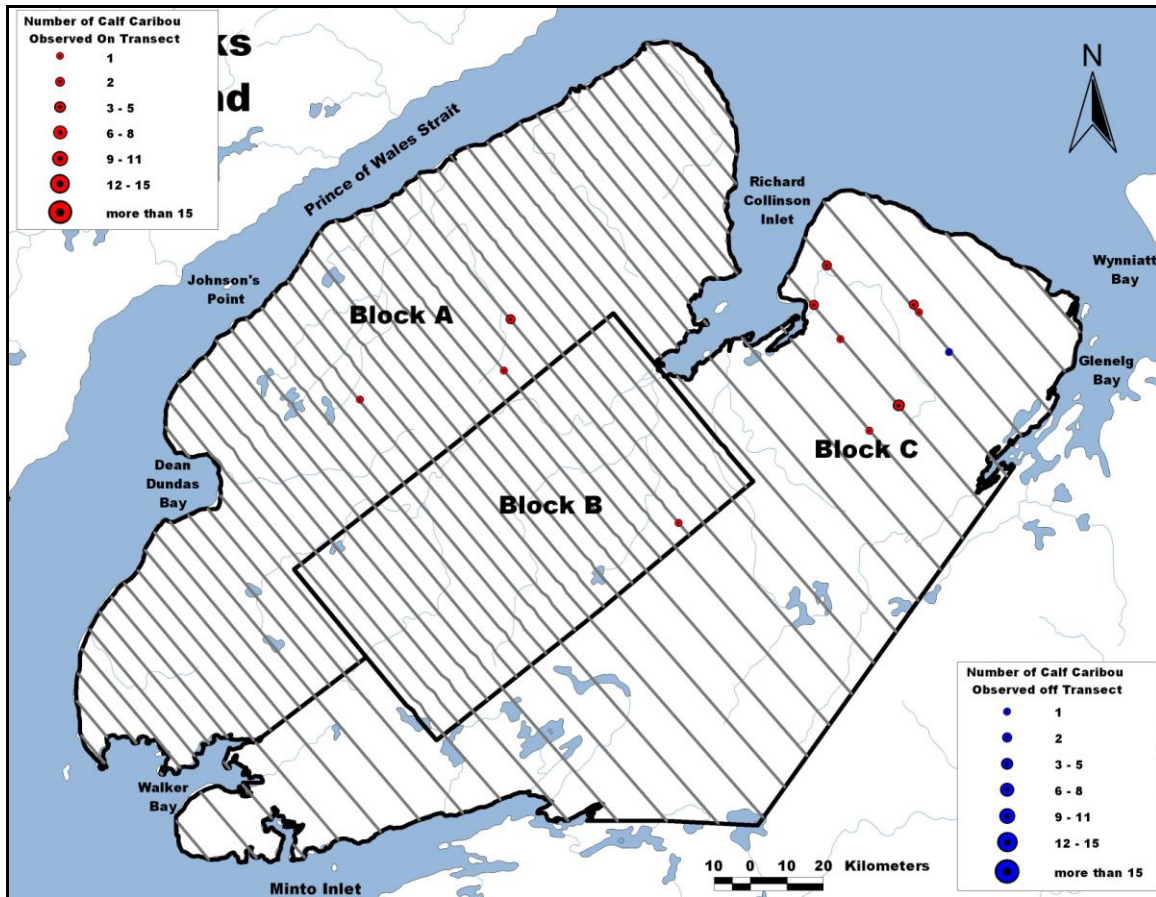 Number of Calf Caribou
Observed On Transect
1
2
3 - 5
6 - 8
9 - 11
12 - 15
more than 15
ks
nd
N
Prince of Wales Strait
Richard
Collinson
Inlet
Wynniatt
Bay
Johnson's
Point
Block A
Glenelg
Bay
Block C
Dean
Dundas
Bay
Block B
Number of Calf Caribou
Observed off Transect
1
2
3 - 5
6 - 8
9 - 11
12 - 15
more than 15
Walker
Bay
10 0 10 20 Kilometers
Minto Inlet